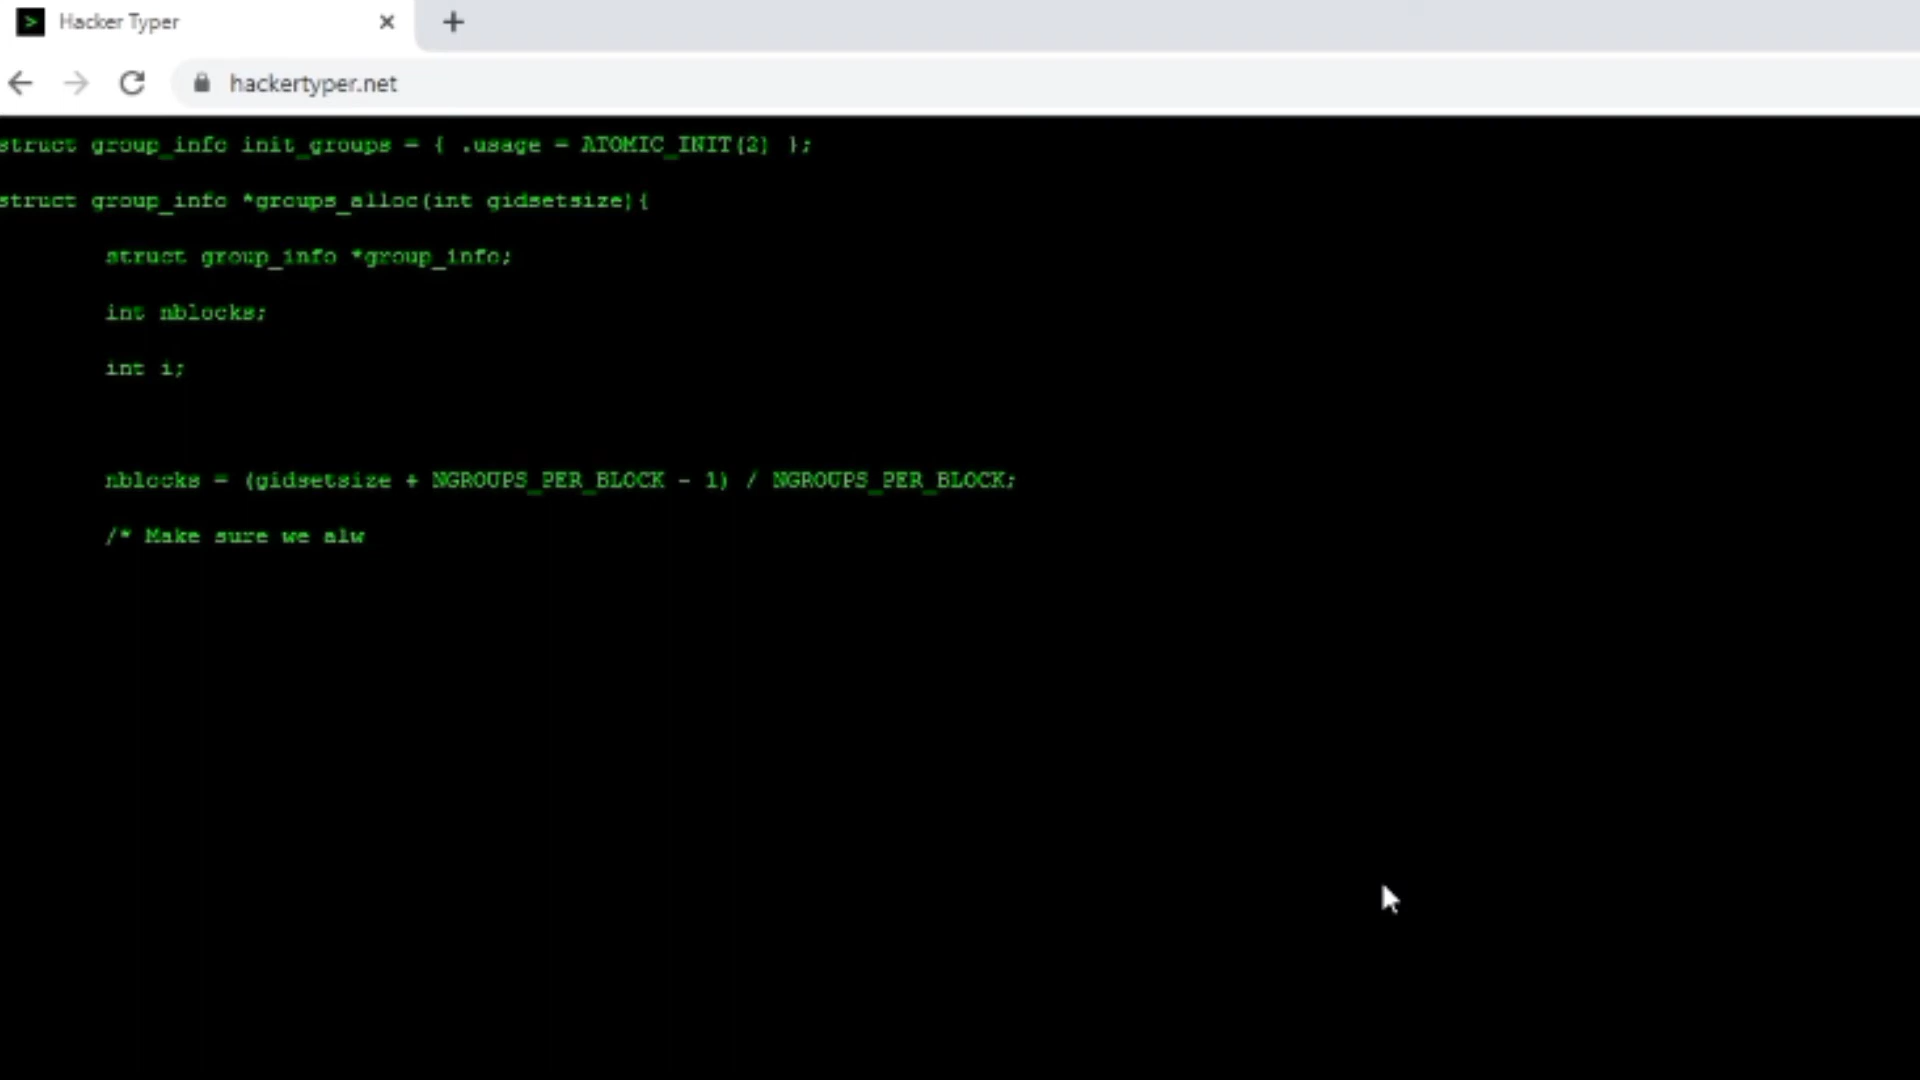 Hacker Typer
hackertyper.net
struct group_info init_groups = { .usage = ATOMIC_INIT(2) };
struct group_info *groups_alloc(int gidsetsize){
struct group_info *group_info;
int nblocks;
int i;
nblocks = (gidsetsize + NGROUPS_PER_BLOCK - 1) / NGROUPS_PER_BLOCK;
/* Make sure we alw